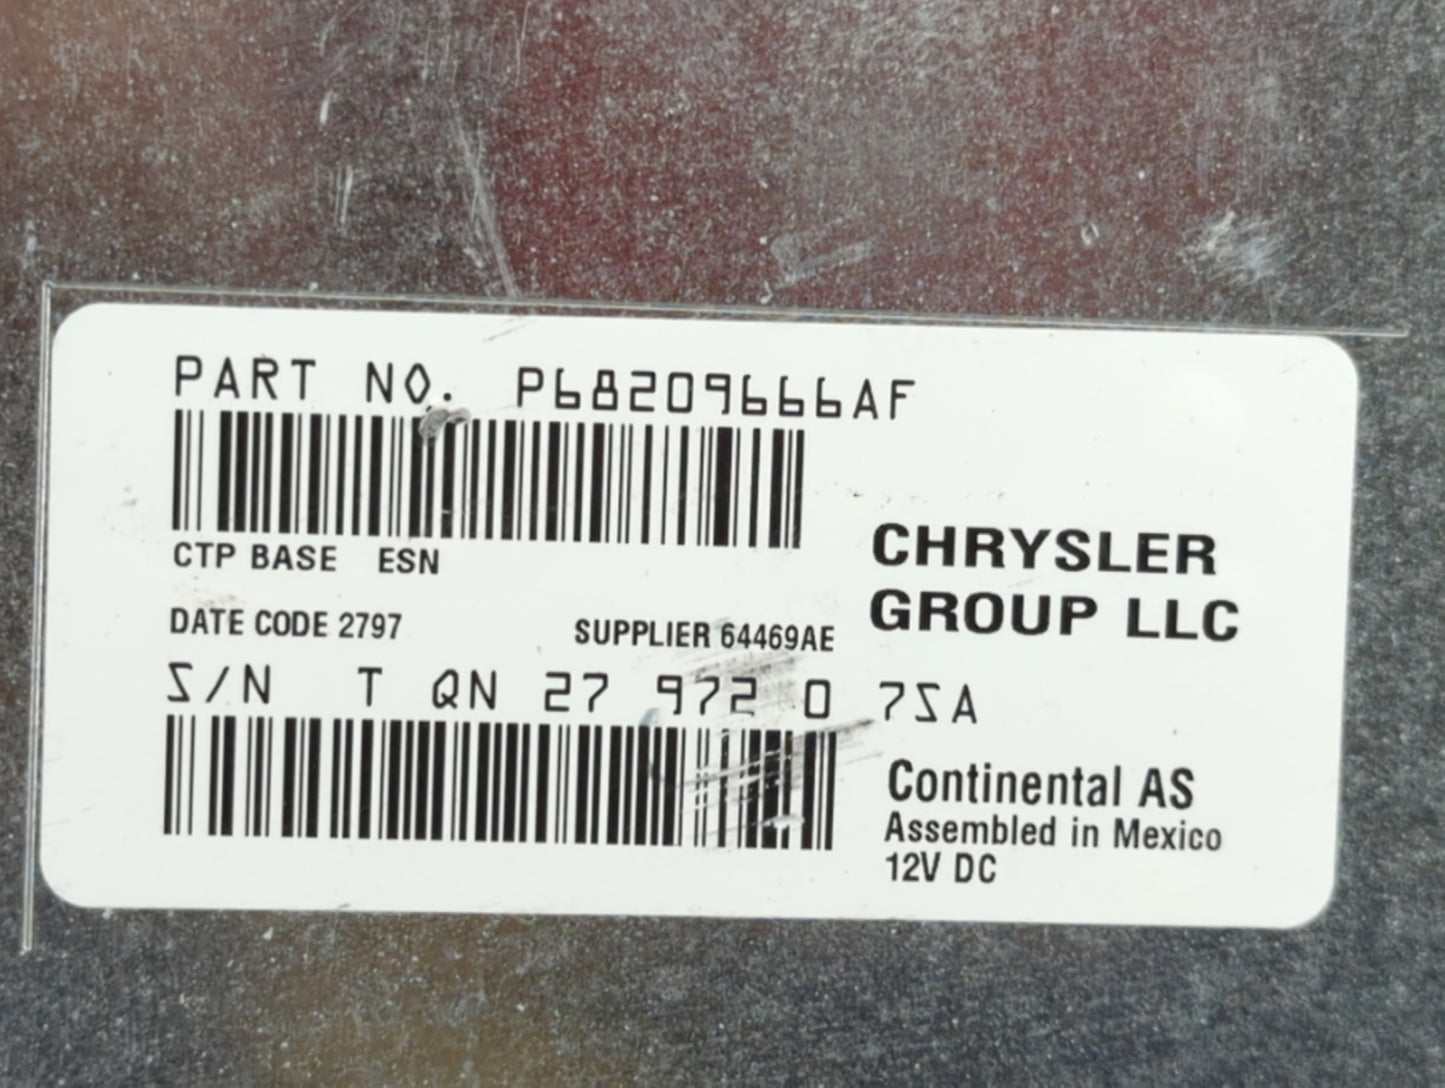 PART NO. P68209666AF
CTP BASE ESN
DATE CODE 2797 SUPPLIER 64469AE
CHRYSLER
GROUP LLC
S/N T QN 27 972 0 7SA
Continental AS
Assembled in Mexico
12V DC